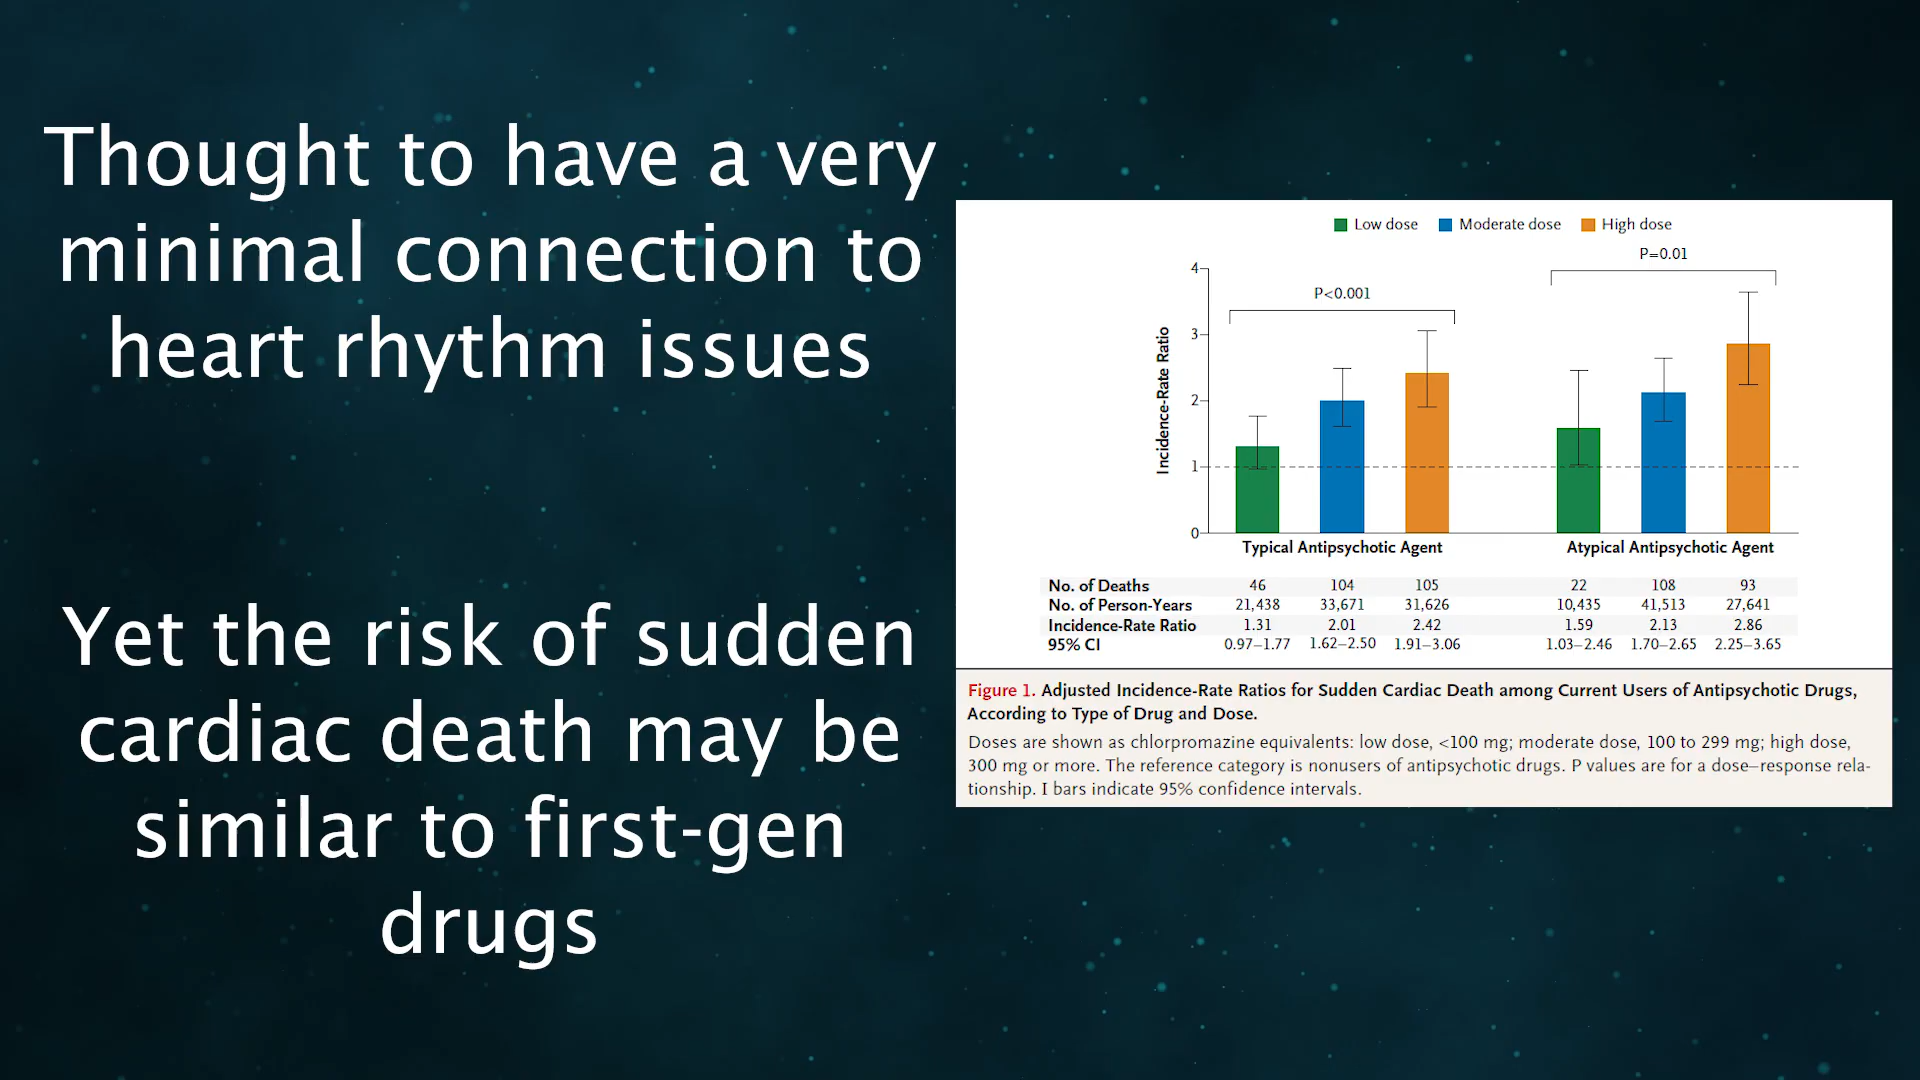 Thought to have a very
minimal connection to
heart rhythm issues
Yet the risk of sudden
cardiac death may be
similar to first-gen
drugs
Low dose Moderate dose High dose
P=0.01
P<0.001
4
3
2
1
0
Incidence-Rate Ratio
Typical Antipsychotic Agent Atypical Antipsychotic Agent
No. of Deaths 46 104 105 22 108 93
No. of Person-Years 21,438 33,671 31,626 10,435 41,513 27,641
Incidence-Rate Ratio 1.31 2.01 2.42 1.59 2.13 2.86
95% CI 0.97–1.77 1.62–2.50 1.91–3.06 1.03–2.46 1.70–2.65 2.25–3.65
Figure 1. Adjusted Incidence-Rate Ratios for Sudden Cardiac Death among Current Users of Antipsychotic Drugs,
According to Type of Drug and Dose.
Doses are shown as chlorpromazine equivalents: low dose, <100 mg; moderate dose, 100 to 299 mg; high dose,
300 mg or more. The reference category is nonusers of antipsychotic drugs. P values are for a dose–response rela-
tionship. I bars indicate 95% confidence intervals.